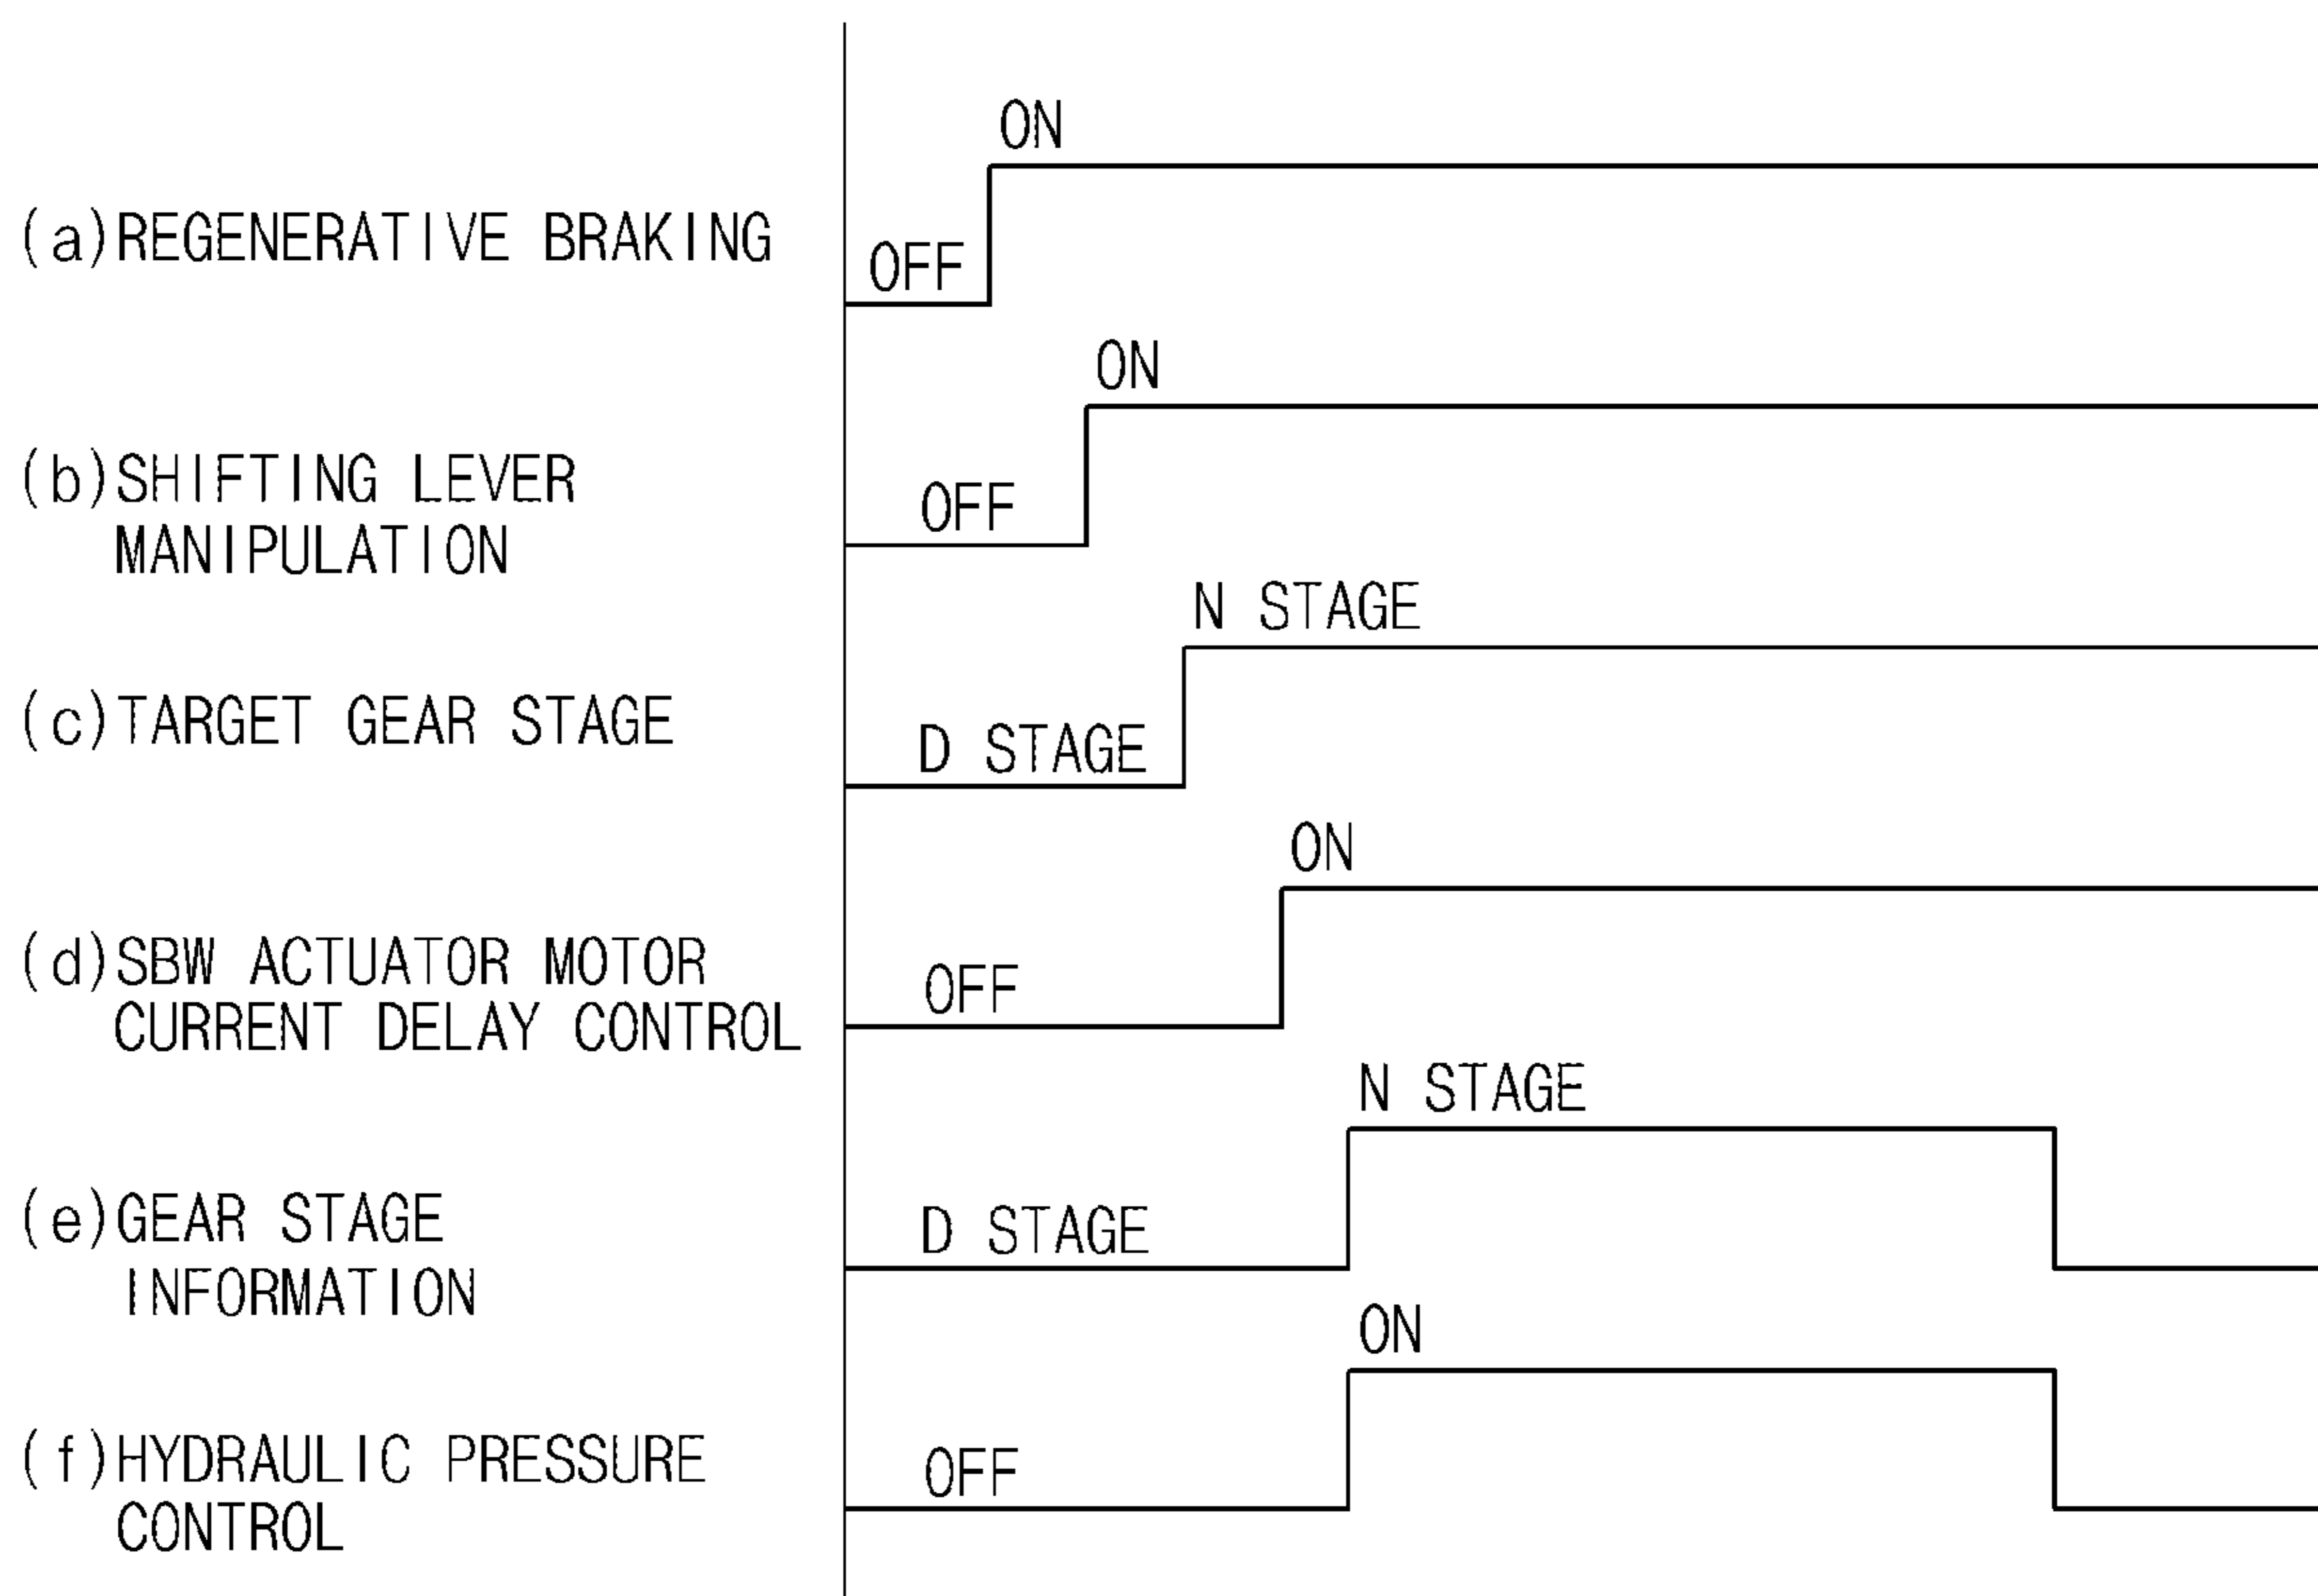 ON
(a)REGENERATIVE BRAKING
OFF
ON
(b)SHIFTING LEVER
MANIPULATION
OFF
N STAGE
(c)TARGET GEAR STAGE
D STAGE
ON
(d)SBW ACTUATOR MOTOR
CURRENT DELAY CONTROL
OFF
N STAGE
(e)GEAR STAGE
INFORMATION
D STAGE
ON
(f)HYDRAULIC PRESSURE
CONTROL
OFF